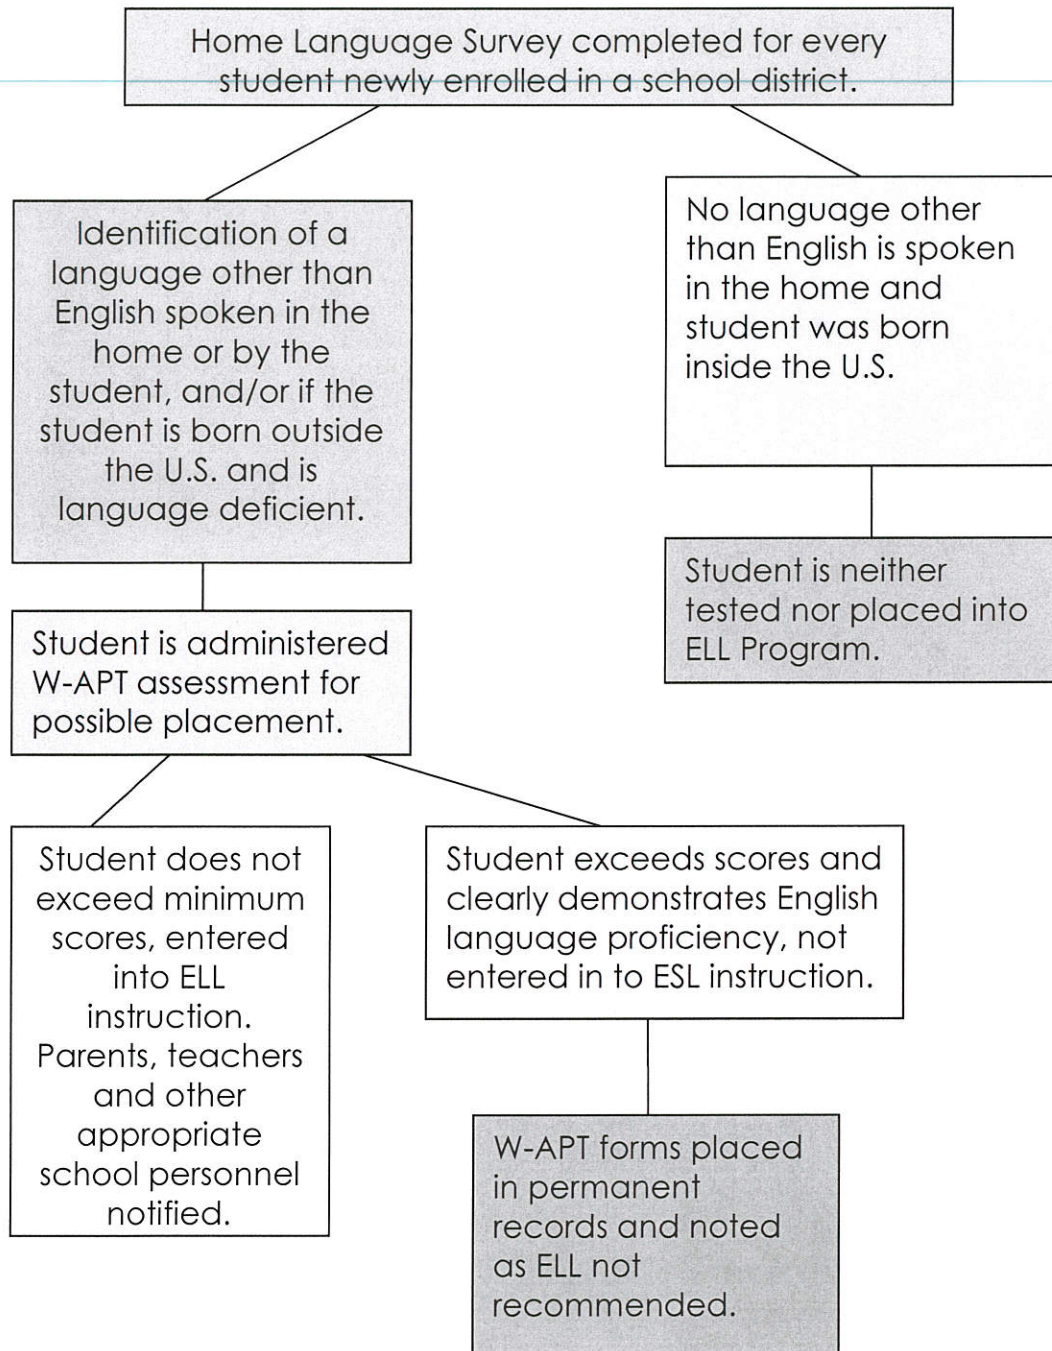 Home Language Survey completed for every
student newly enrolled in a school district.
Identification of a
language other than
English spoken in the
home or by the
student, and/or if the
student is born outside
the U.S. and is
language deficient.
No language other
than English is spoken
in the home and
student was born
inside the U.S.
Student is neither
tested nor placed into
ELL Program.
Student is administered
W-APT assessment for
possible placement.
Student does not
exceed minimum
scores, entered
into ELL
instruction.
Parents, teachers
and other
appropriate
school personnel
notified.
Student exceeds scores and
clearly demonstrates English
language proficiency, not
entered in to ESL instruction.
W-APT forms placed
in permanent
records and noted
as ELL not
recommended.